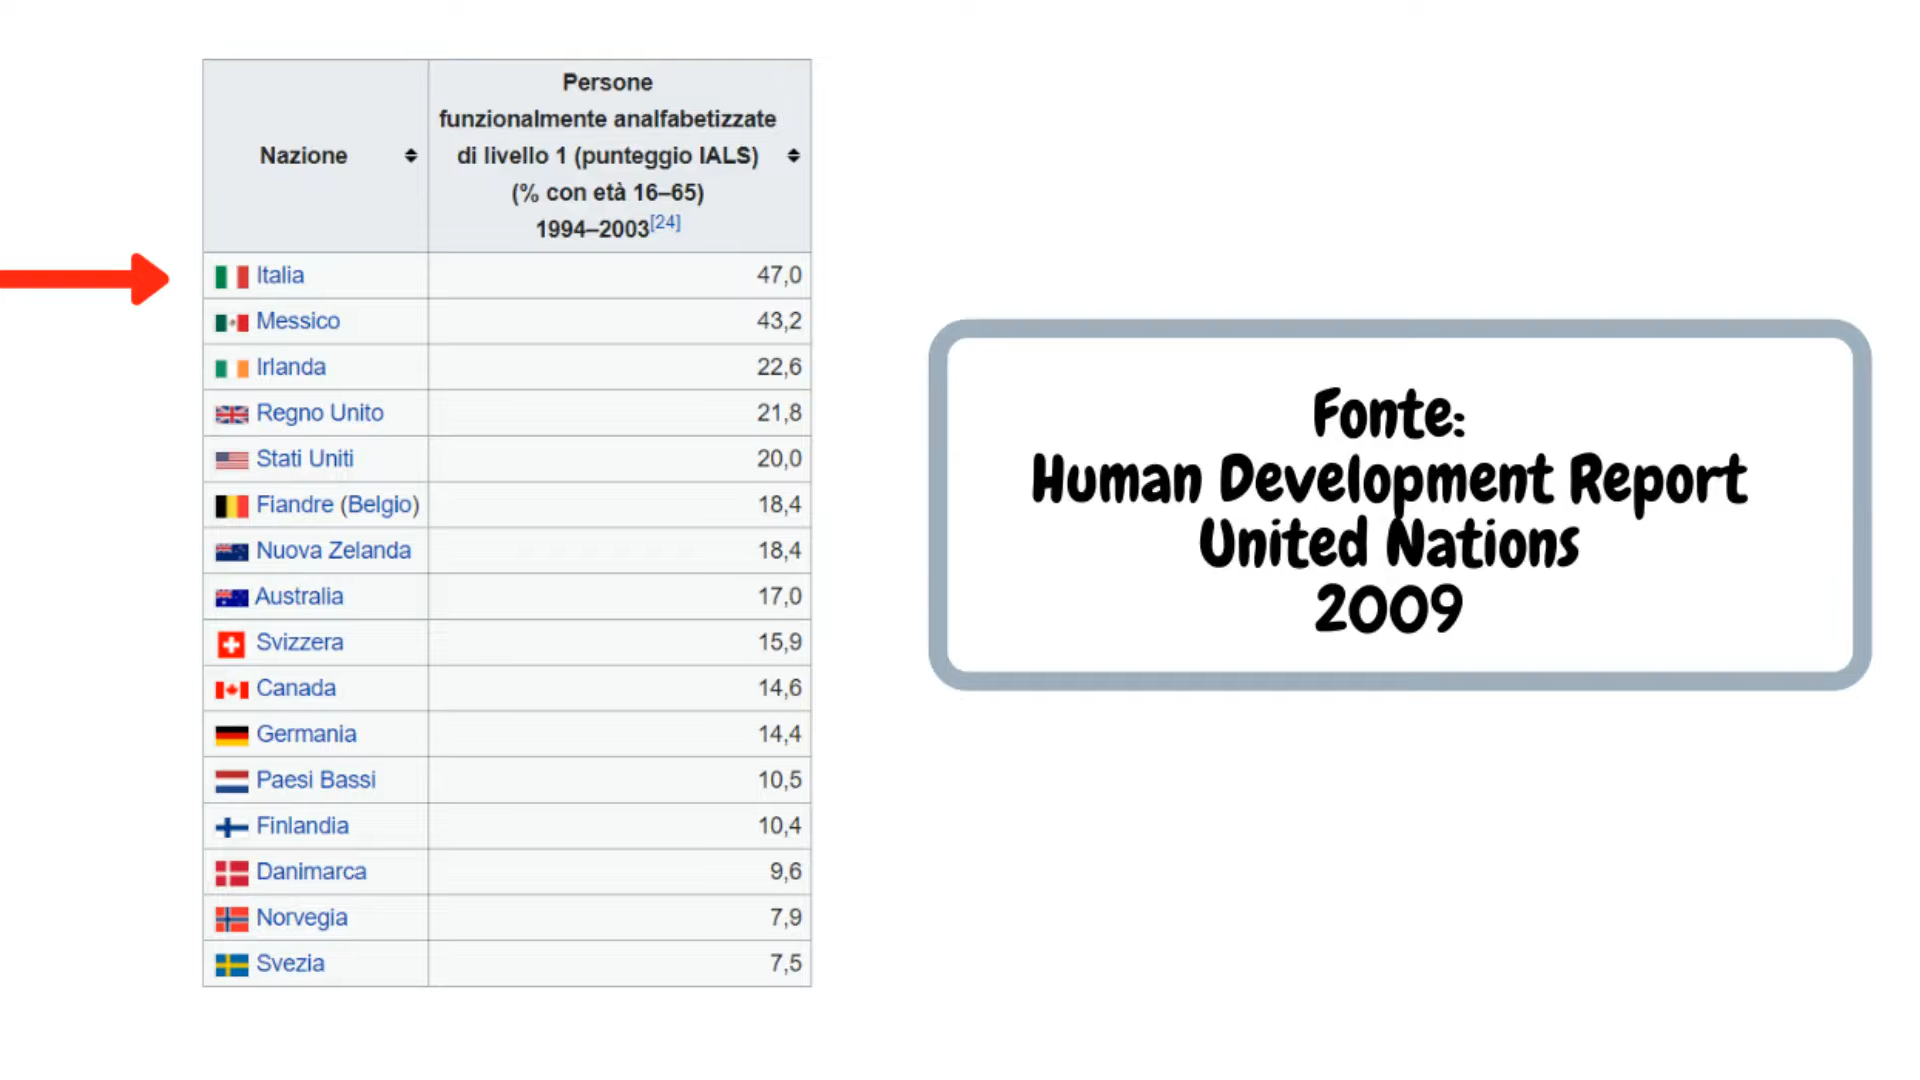 Nazione
Persone
funzionalmente analfabetizzate
di livello 1 (punteggio IALS)
(% con età 16–65)
1994–2003[24]
Italia 47,0
Messico 43,2
Irlanda 22,6
Regno Unito 21,8
Stati Uniti 20,0
Fiandre (Belgio) 18,4
Nuova Zelanda 18,4
Australia 17,0
Svizzera 15,9
Canada 14,6
Germania 14,4
Paesi Bassi 10,5
Finlandia 10,4
Danimarca 9,6
Norvegia 7,9
Svezia 7,5
Fonte:
Human Development Report
United Nations
2009